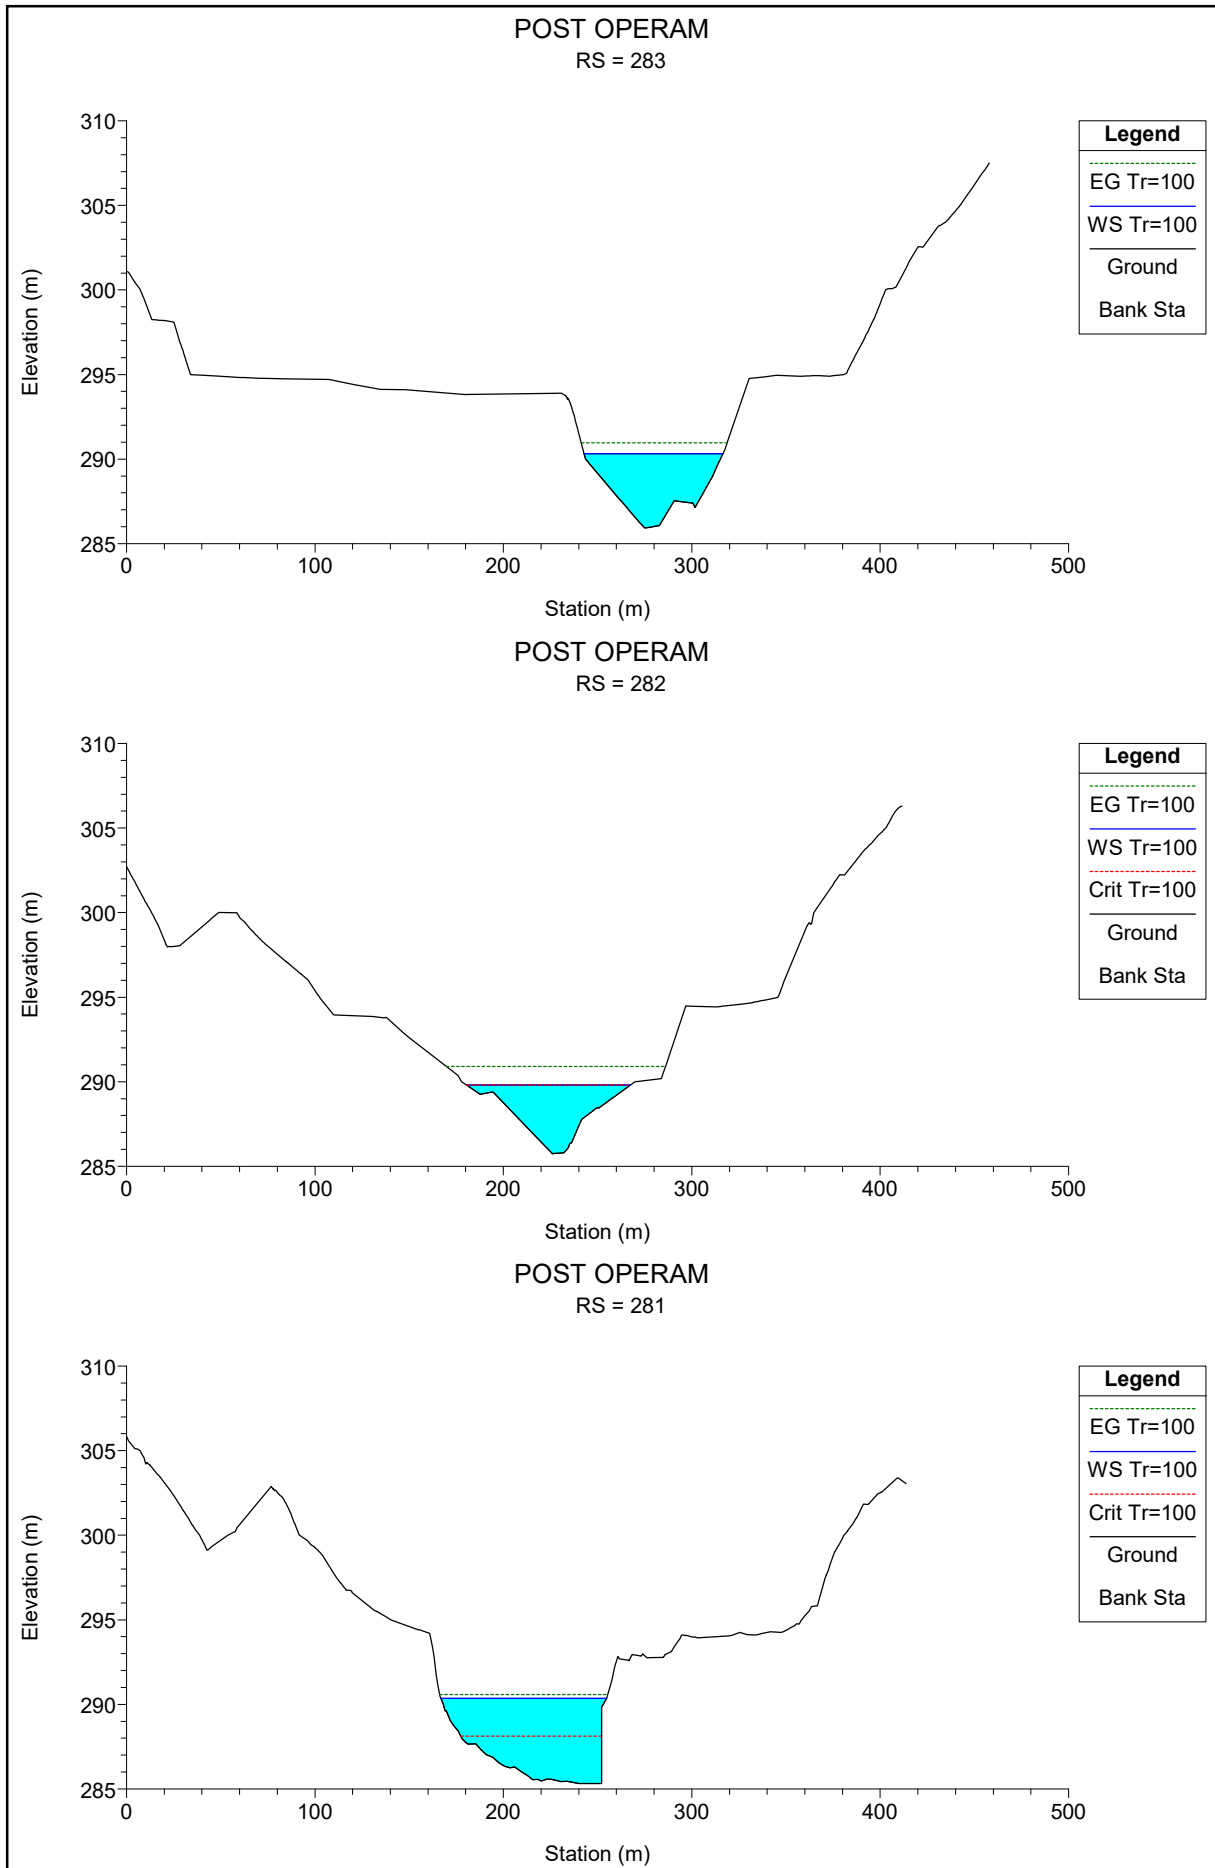 POST OPERAM
RS = 283
Elevation (m)
310
305
300
295
290
285
0 100 200 300 400 500
Station (m)
Legend
EG Tr=100
WS Tr=100
Ground
Bank Sta
POST OPERAM
RS = 282
Elevation (m)
310
305
300
295
290
285
0 100 200 300 400 500
Station (m)
Legend
EG Tr=100
WS Tr=100
Crit Tr=100
Ground
Bank Sta
POST OPERAM
RS = 281
Elevation (m)
310
305
300
295
290
285
0 100 200 300 400 500
Station (m)
Legend
EG Tr=100
WS Tr=100
Crit Tr=100
Ground
Bank Sta